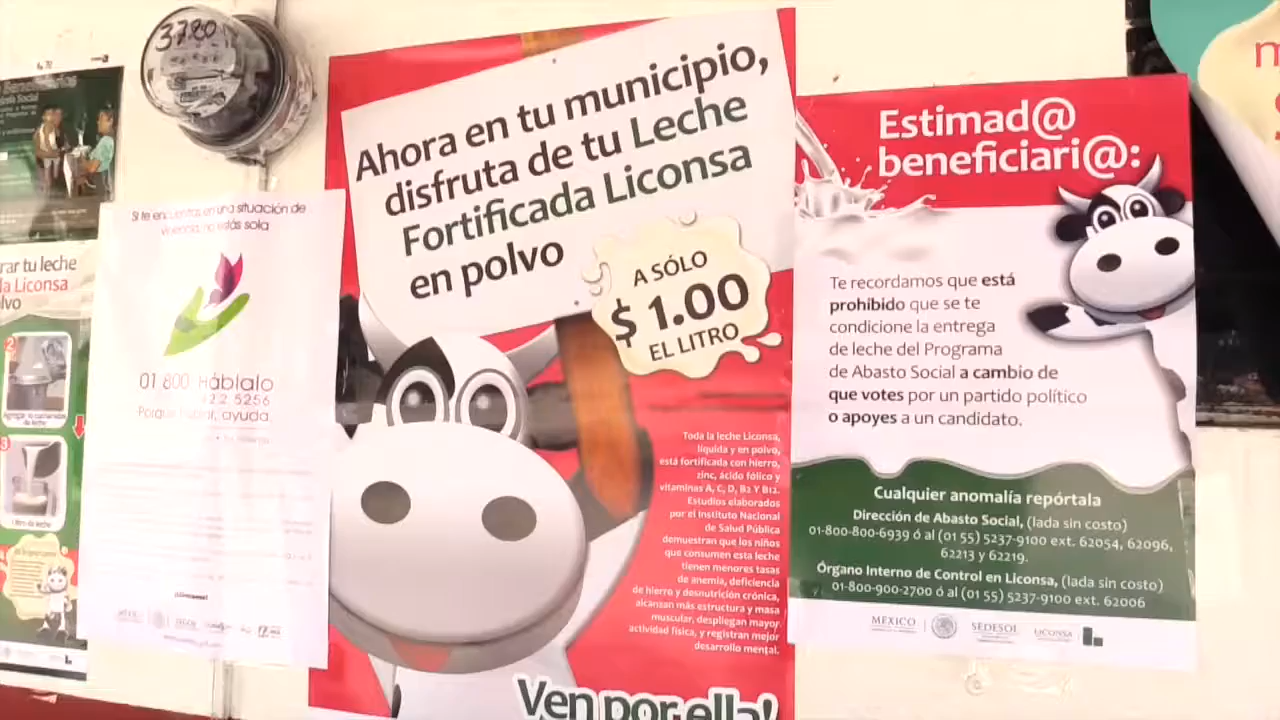 3780
Beneficiarias
rar tu leche
da Liconsa
lvo
2
3
Si te encuentras en una situación de
violencia, no estás sola
01 800 Háblalo
422 5256
Porque hablar, ayuda.
Ahora en tu municipio,
disfruta de tu Leche
Fortificada Liconsa
en polvo
A SÓLO
$ 1.00
EL LITRO
Toda la leche Liconsa,
líquida y en polvo,
está fortificada con hierro,
zinc, ácido fólico y
vitaminas A, C, D, B2 Y B12.
Estudios elaborados
por el Instituto Nacional
de Salud Pública
demuestran que los niños
que consumen esta leche
tienen menores tasas
de anemia, deficiencia
de hierro y desnutrición crónica,
alcanzan más estructura y masa
muscular, despliegan mayor
actividad física, y registran mejor
desarrollo mental.
Ven por ella!
Estimad@
beneficiari@:
Te recordamos que está
prohibido que se te
condicione la entrega
de leche del Programa
de Abasto Social a cambio de
que votes por un partido político
o apoyes a un candidato.
Cualquier anomalía repórtala
Dirección de Abasto Social, (lada sin costo)
01-800-800-6939 ó al (01 55) 5237-9100 ext. 62054, 62096,
62213 y 62219.
Órgano Interno de Control en Liconsa, (lada sin costo)
01-800-900-2700 ó al (01 55) 5237-9100 ext. 62006
MÉXICO SEDESOL LICONSA
m